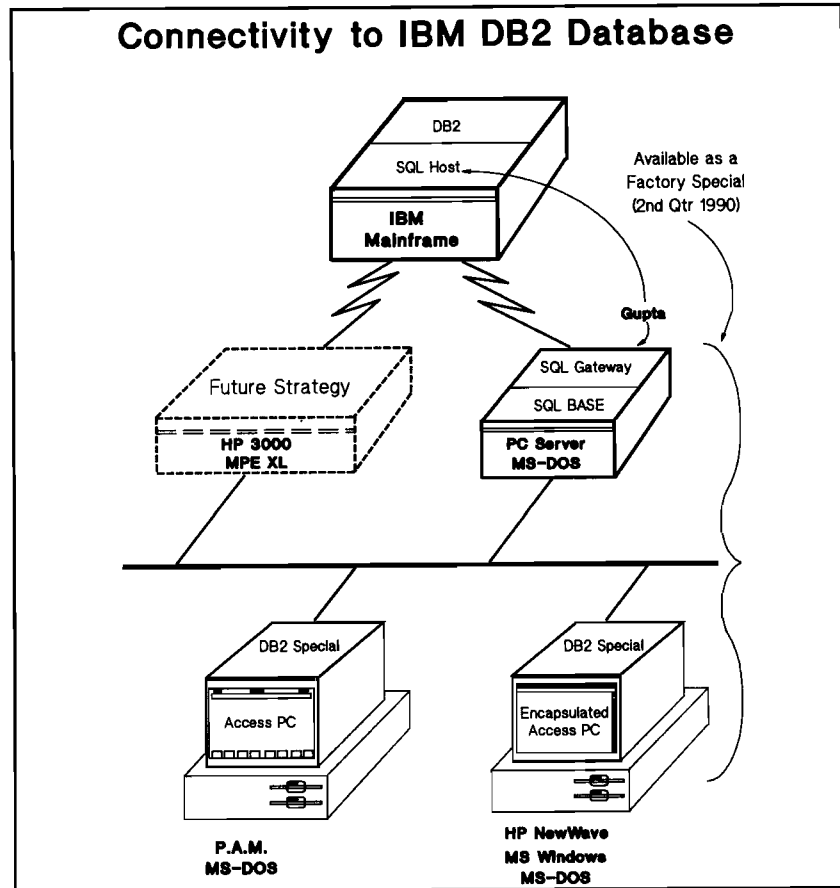 Connectivity to IBM DB2 Database
DB2
SQL Host
IBM
Mainframe
Available as a
Factory Special
(2nd Qtr 1990)
Gupta
Future Strategy
HP 3000
MPE XL
SQL Gateway
SQL BASE
PC Server
MS-DOS
DB2 Special
Access PC
P.A.M.
MS-DOS
DB2 Special
Encapsulated
Access PC
HP NewWave
MS Windows
MS-DOS